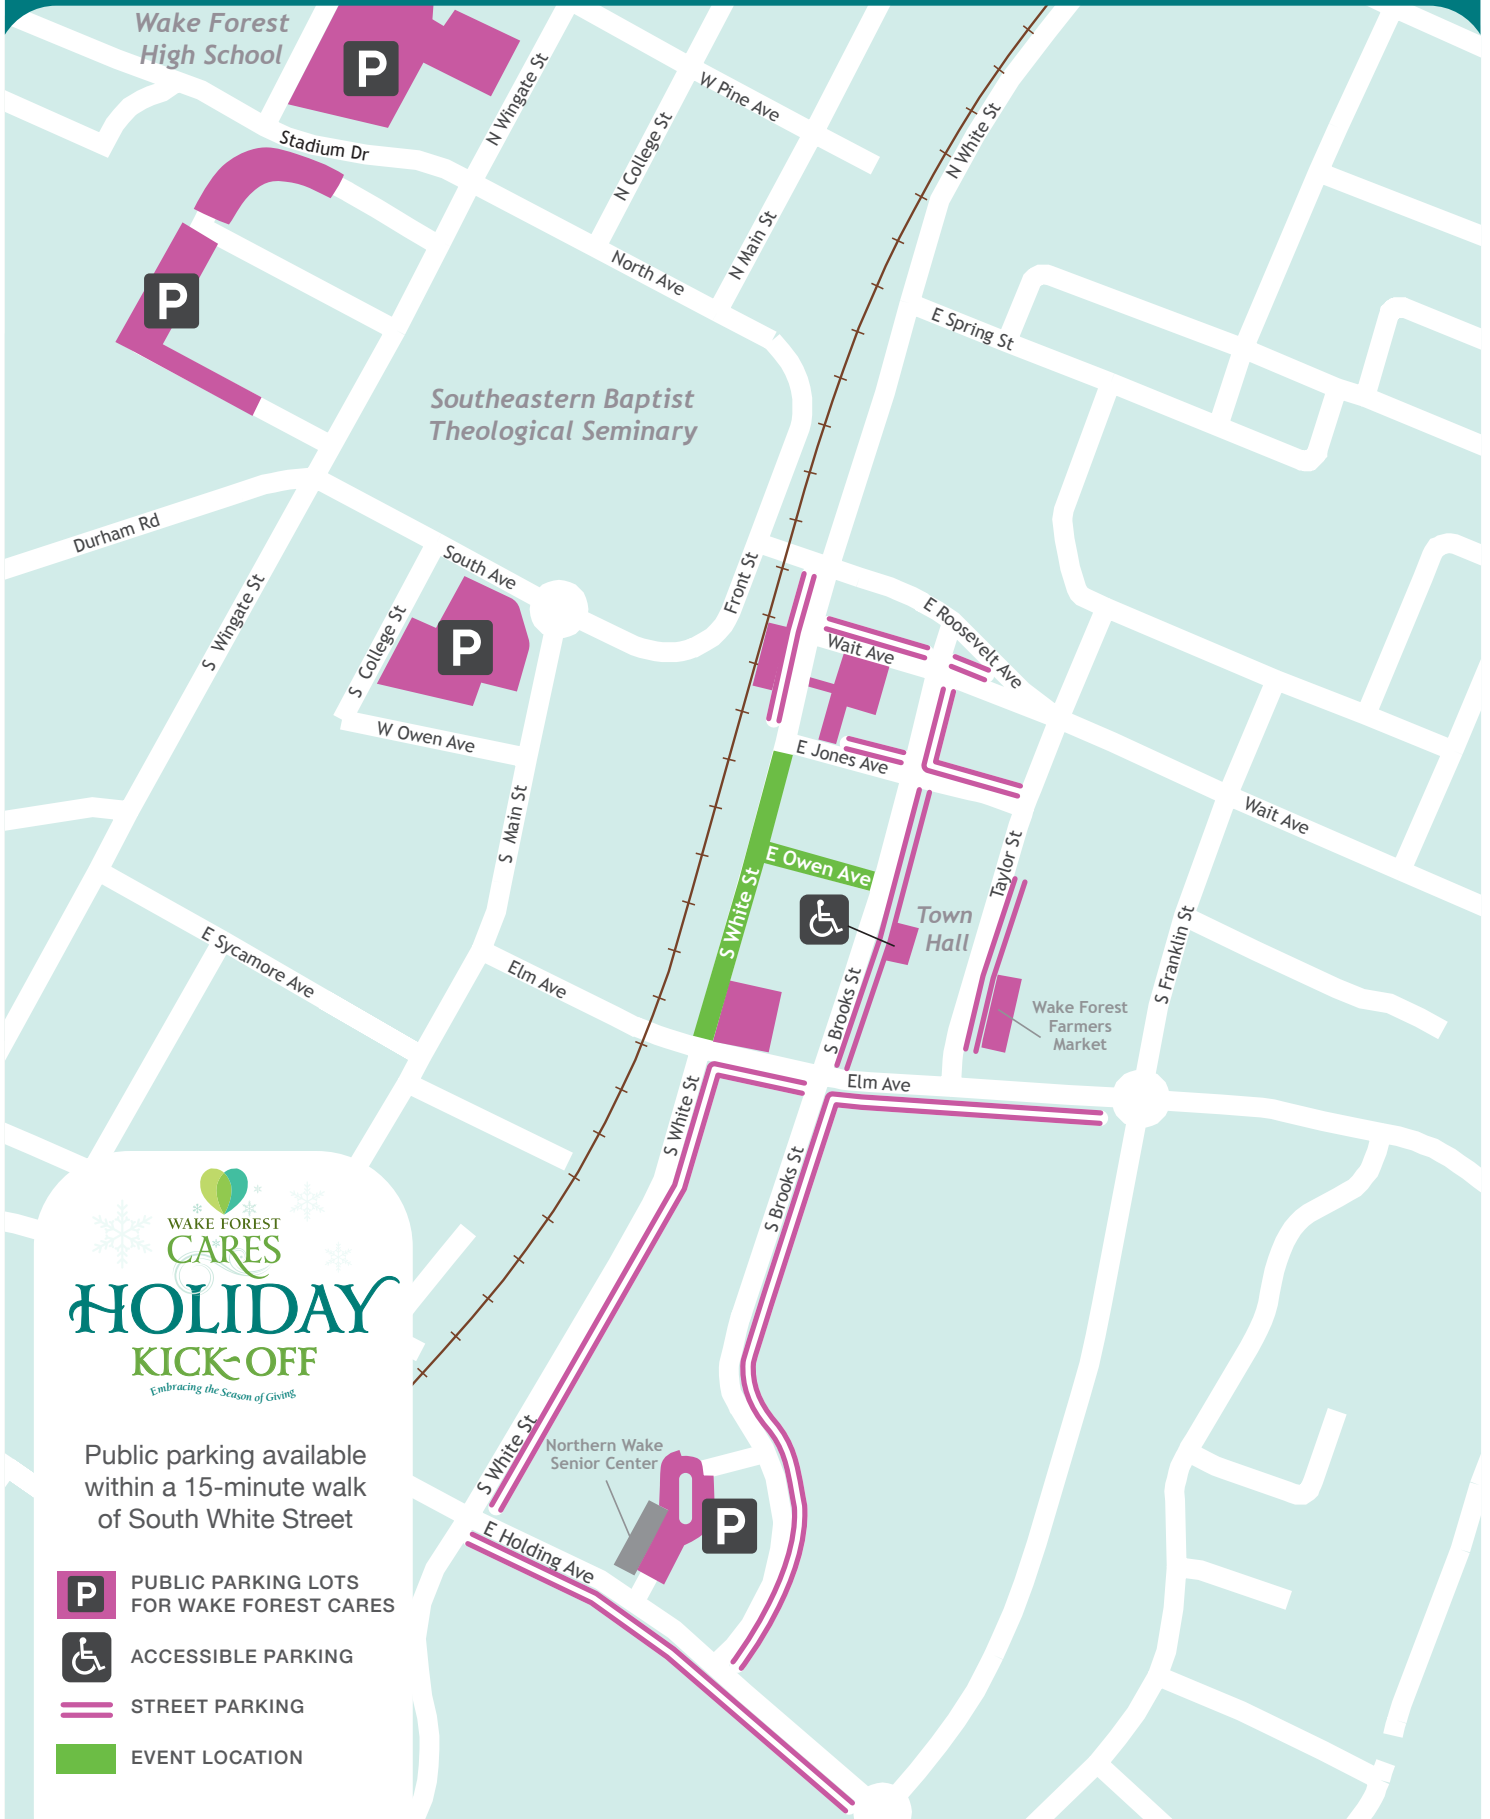 Wake Forest
High School
P
N Wingate St
W Pine Ave
N College St
N White St
Stadium Dr
N Main St
North Ave
P
E Spring St
Southeastern Baptist
Theological Seminary
Durham Rd
South Ave
Front St
S Wingate St
S College St
P
E Roosevelt Ave
Wait Ave
W Owen Ave
E Jones Ave
S Main St
Wait Ave
E Owen Ave
Taylor St
S White St
Town
Hall
S Franklin St
E Sycamore Ave
Elm Ave
S Brooks St
Wake Forest
Farmers
Market
Elm Ave
S White St
S Brooks St
WAKE FOREST
CARES
HOLIDAY
KICK-OFF
Embracing the Season of Giving
Public parking available
within a 15-minute walk
of South White Street
S White St
Northern Wake
Senior Center
P
E Holding Ave
P
PUBLIC PARKING LOTS
FOR WAKE FOREST CARES
ACCESSIBLE PARKING
STREET PARKING
EVENT LOCATION